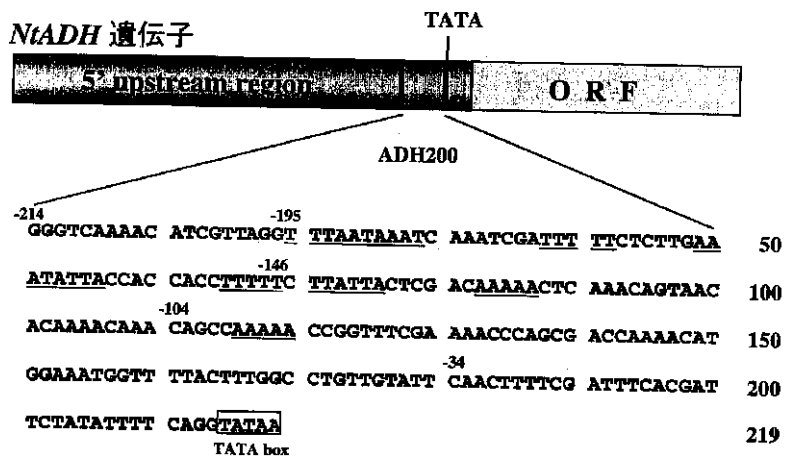 TATA
NtADH 遺伝子
5' upstream region
O R F
ADH200
-214 -195
GGGTCAAAAC ATCGTTAGGT TTAATAAATC AAATCGATTT TTCTCTTGAA 50
-146
ATATTACCAC CACCTTTTTC TTATTACTCG ACAAAAACTC AAACAGTAAC 100
-104
ACAAAACAAA CAGCCAAAAA CCGGTTTCGA AAACCCAGCG ACCAAAACAT 150
-34
GGAAATGGTT TTACTTTGGC CTGTTGTATT CAACTTTTCG ATTTCACGAT 200
TCTATATTTT CAGGTATAA 219
TATA box